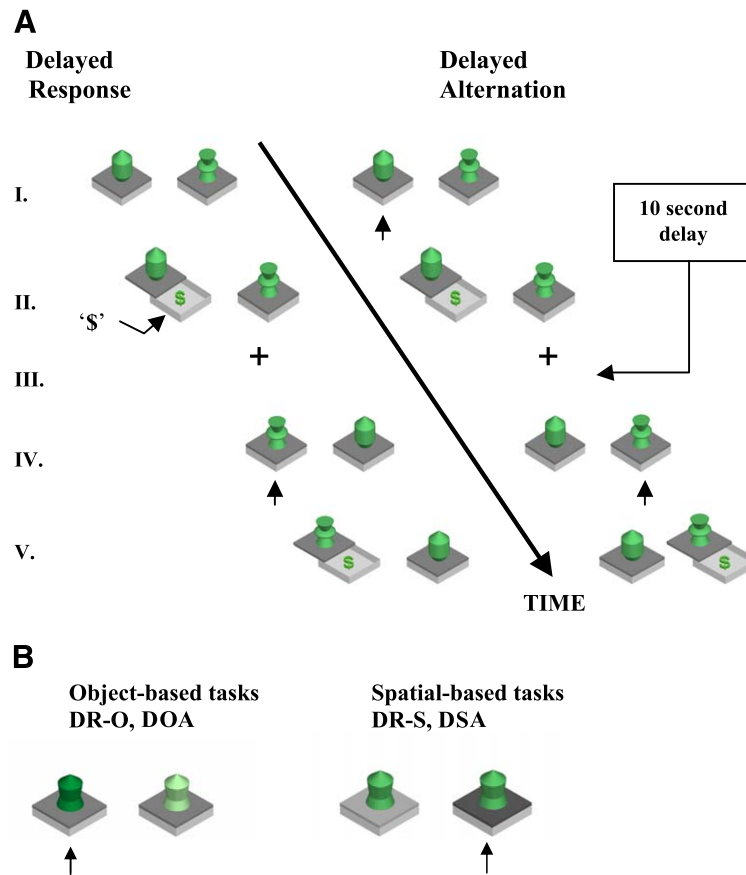 A
Delayed
Response
Delayed
Alternation
I.
10 second
delay
$
$
II.
‘$’
+
+
III.
IV.
$
$
V.
TIME
B
Object-based tasks
DR-O, DOA
Spatial-based tasks
DR-S, DSA